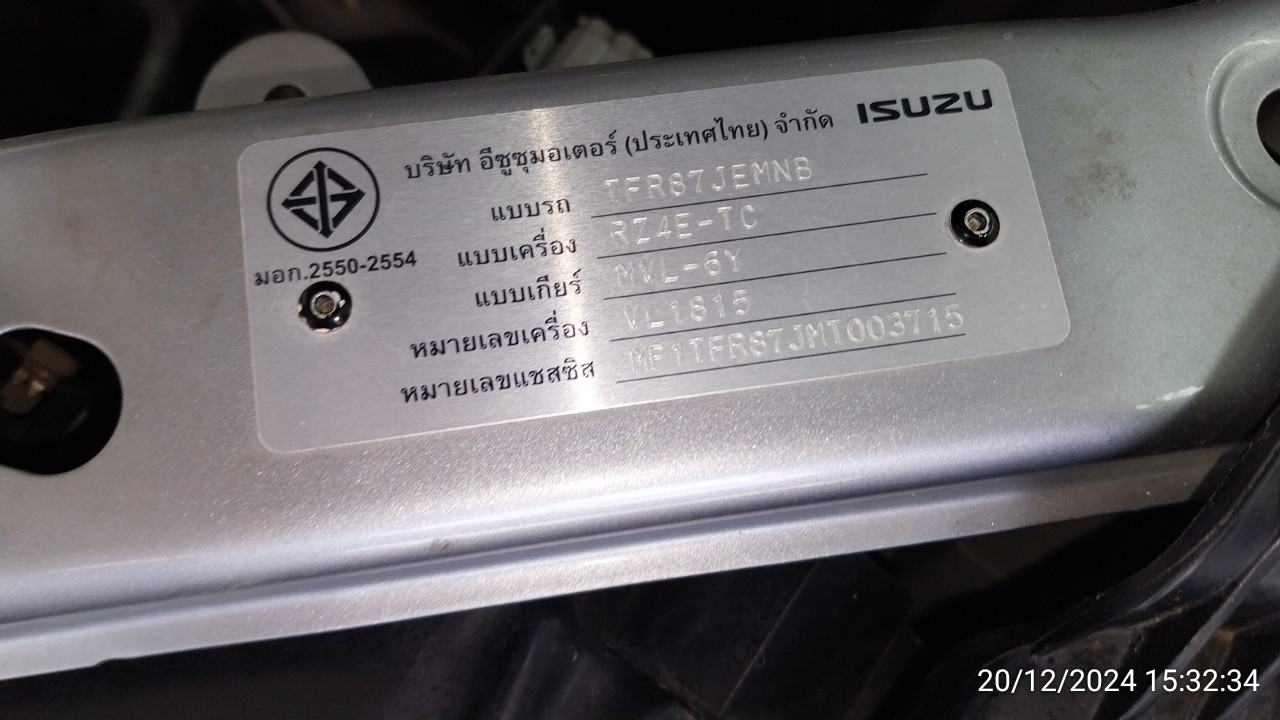 บริษัท อีซูซุมอเตอร์ (ประเทศไทย) จำกัด ISUZU
แบบรถ TFR87JEMNB
แบบเครื่อง RZ4E-TC
มอก.2550-2554
แบบเกียร์ MVL-6Y
หมายเลขเครื่อง VL1815
หมายเลขแชสซิส MP1TFR87JMT003715
20/12/2024 15:32:34